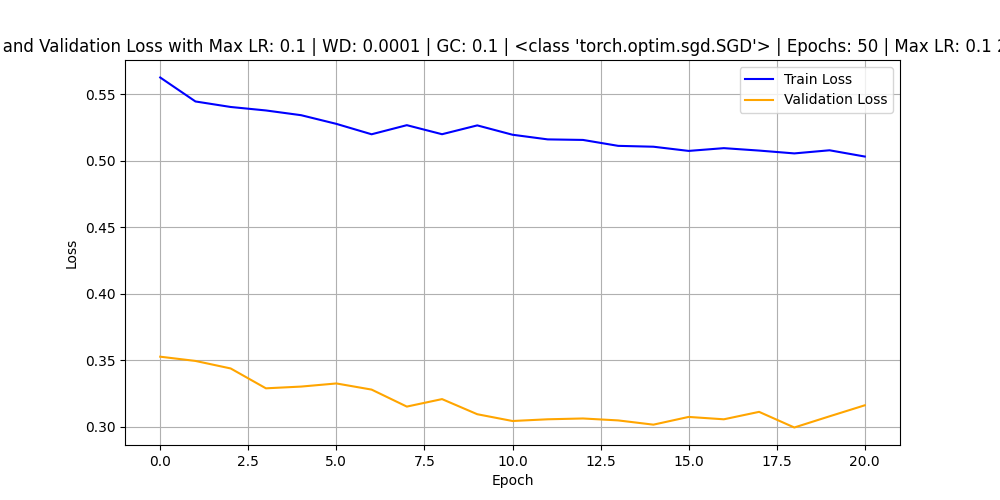 and Validation Loss with Max LR: 0.1 | WD: 0.0001 | GC: 0.1 | <class 'torch.optim.sgd.SGD'> | Epochs: 50 | Max LR: 0.1
Train Loss
Validation Loss
0.55
0.50
0.45
0.40
0.35
0.30
Loss
0.0 2.5 5.0 7.5 10.0 12.5 15.0 17.5 20.0
Epoch